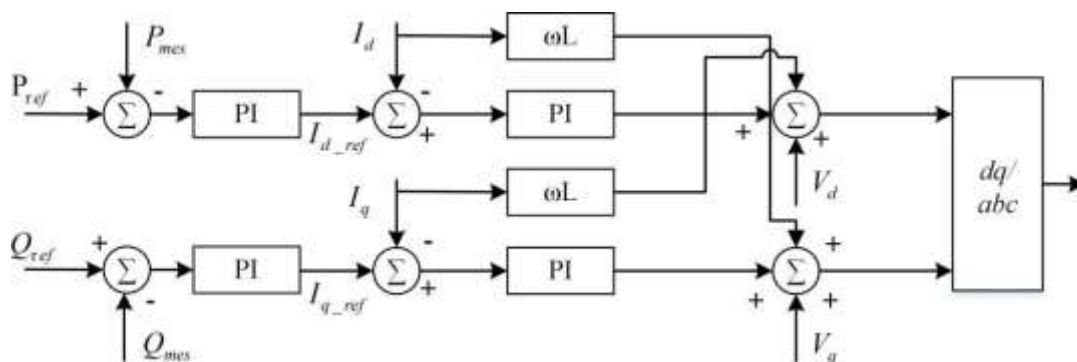 P_mes
I_d
ωL
P_ref + - - +
Σ PI Σ PI Σ
I_d_ref + + +
I_q ωL V_d
dq/
abc
Q_ref + - +
Σ PI Σ PI Σ
- I_q_ref + + +
Q_mes V_q